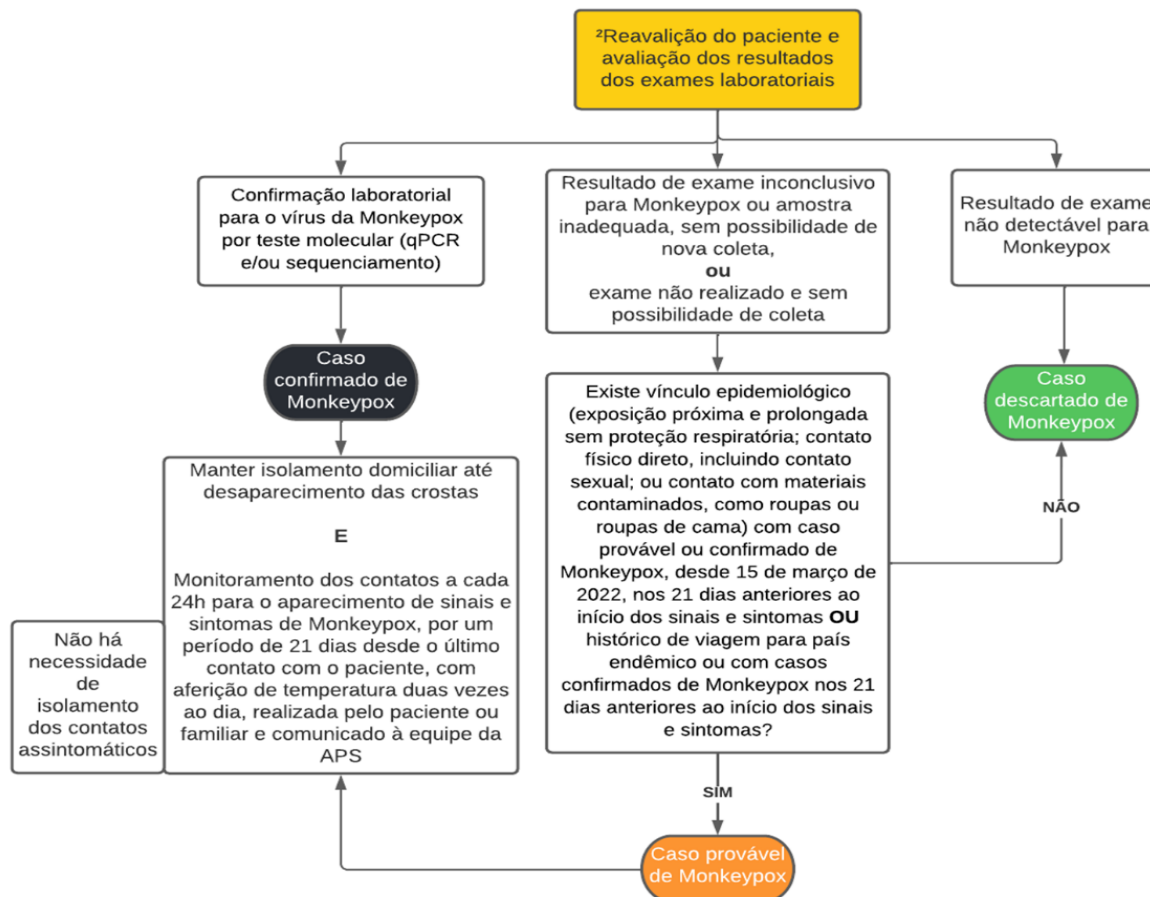 ²Reavalição do paciente e
avaliação dos resultados
dos exames laboratoriais
Confirmação laboratorial
para o vírus da Monkeypox
por teste molecular (qPCR
e/ou sequenciamento)
Resultado de exame inconclusivo
para Monkeypox ou amostra
inadequada, sem possibilidade de
nova coleta,
ou
exame não realizado e sem
possibilidade de coleta
Resultado de exame
não detectável para
Monkeypox
Caso
confirmado de
Monkeypox
Existe vínculo epidemiológico
(exposição próxima e prolongada
sem proteção respiratória; contato
físico direto, incluindo contato
sexual; ou contato com materiais
contaminados, como roupas ou
roupas de cama) com caso
provável ou confirmado de
Monkeypox, desde 15 de março de
2022, nos 21 dias anteriores ao
início dos sinais e sintomas OU
histórico de viagem para país
endêmico ou com casos
confirmados de Monkeypox nos 21
dias anteriores ao início dos sinais
e sintomas?
Caso
descartado de
Monkeypox
NÃO
Manter isolamento domiciliar até
desaparecimento das crostas
E
Monitoramento dos contatos a cada
24h para o aparecimento de sinais e
sintomas de Monkeypox, por um
período de 21 dias desde o último
contato com o paciente, com
aferição de temperatura duas vezes
ao dia, realizada pelo paciente ou
familiar e comunicado à equipe da
APS
Não há
necessidade
de
isolamento
dos contatos
assintomáticos
SIM
Caso provável
de Monkeypox